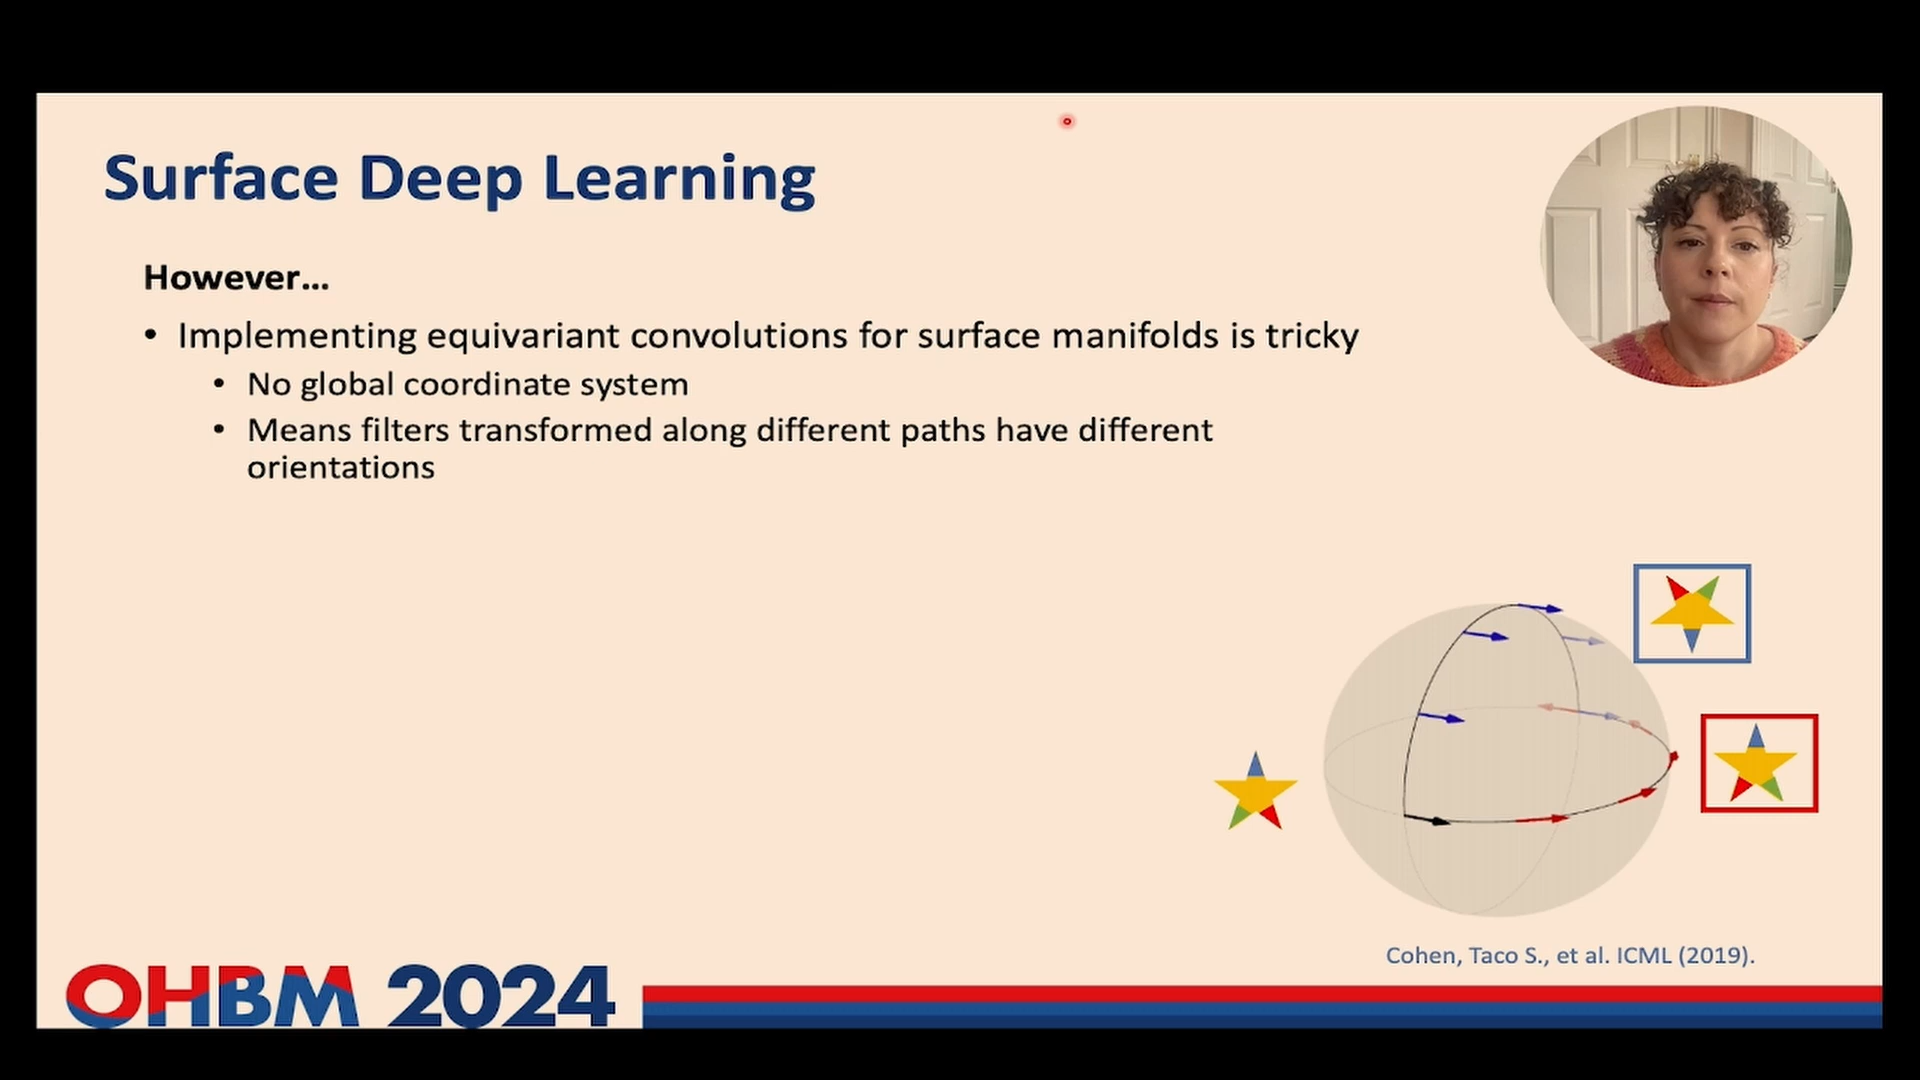 Surface Deep Learning
However...
• Implementing equivariant convolutions for surface manifolds is tricky
• No global coordinate system
• Means filters transformed along different paths have different
orientations
Cohen, Taco S., et al. ICML (2019).
OHBM 2024